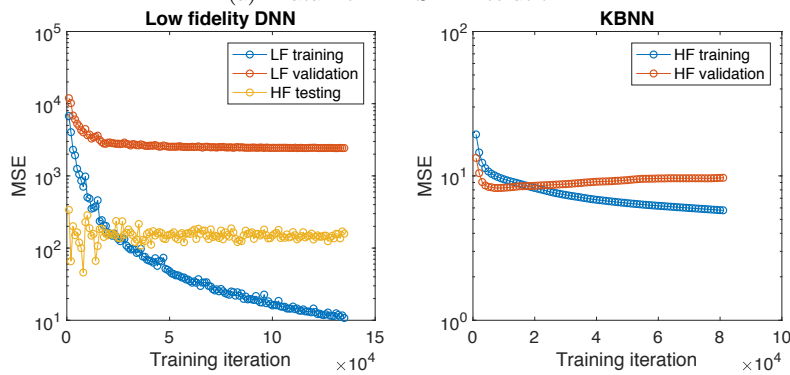 Low fidelity DNN
10^5
10^4
10^3
10^2
10^1
MSE
LF training
LF validation
HF testing
0 5 10 15
Training iteration
×10^4
KBNN
10^2
10^1
10^0
MSE
HF training
HF validation
0 2 4 6 8 10
Training iteration
×10^4